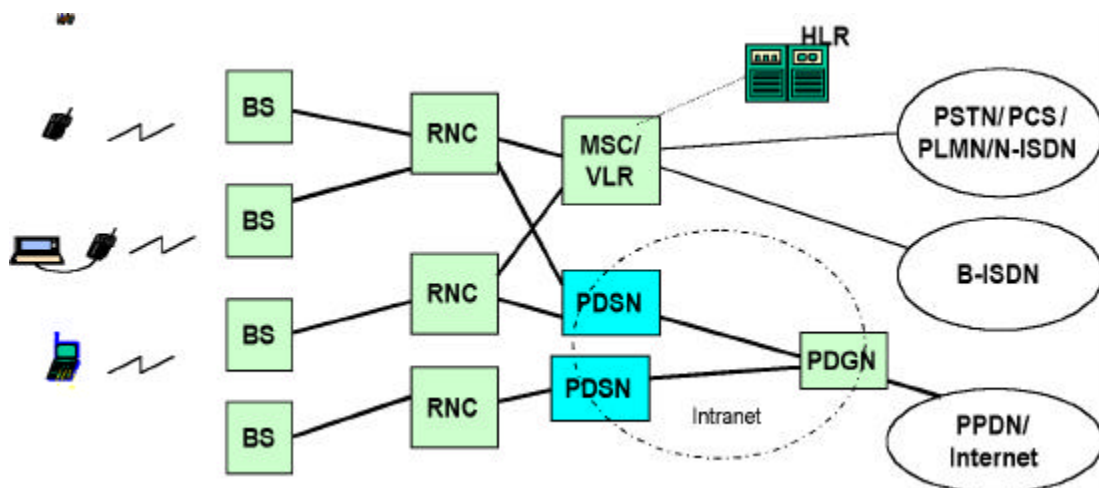 HLR
BS
RNC
MSC/
VLR
PSTN/ PCS /
PLMN/N-ISDN
BS
B-ISDN
RNC
PDSN
BS
PDGN
PDSN
RNC
Intranet
BS
PPDN/
Internet